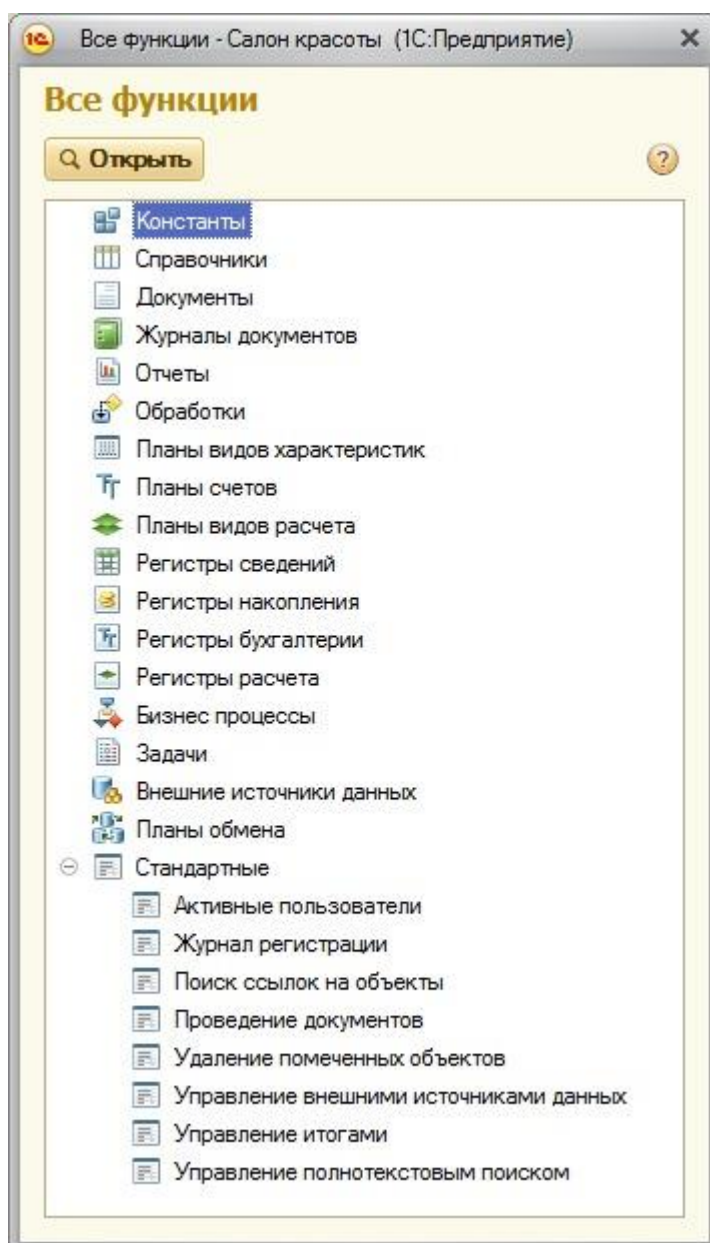 1С Все функции - Салон красоты (1С:Предприятие)
Все функции
Открыть ?
Константы
Справочники
Документы
Журналы документов
Отчеты
Обработки
Планы видов характеристик
Планы счетов
Планы видов расчета
Регистры сведений
Регистры накопления
Регистры бухгалтерии
Регистры расчета
Бизнес процессы
Задачи
Внешние источники данных
Планы обмена
Стандартные
Активные пользователи
Журнал регистрации
Поиск ссылок на объекты
Проведение документов
Удаление помеченных объектов
Управление внешними источниками данных
Управление итогами
Управление полнотекстовым поиском